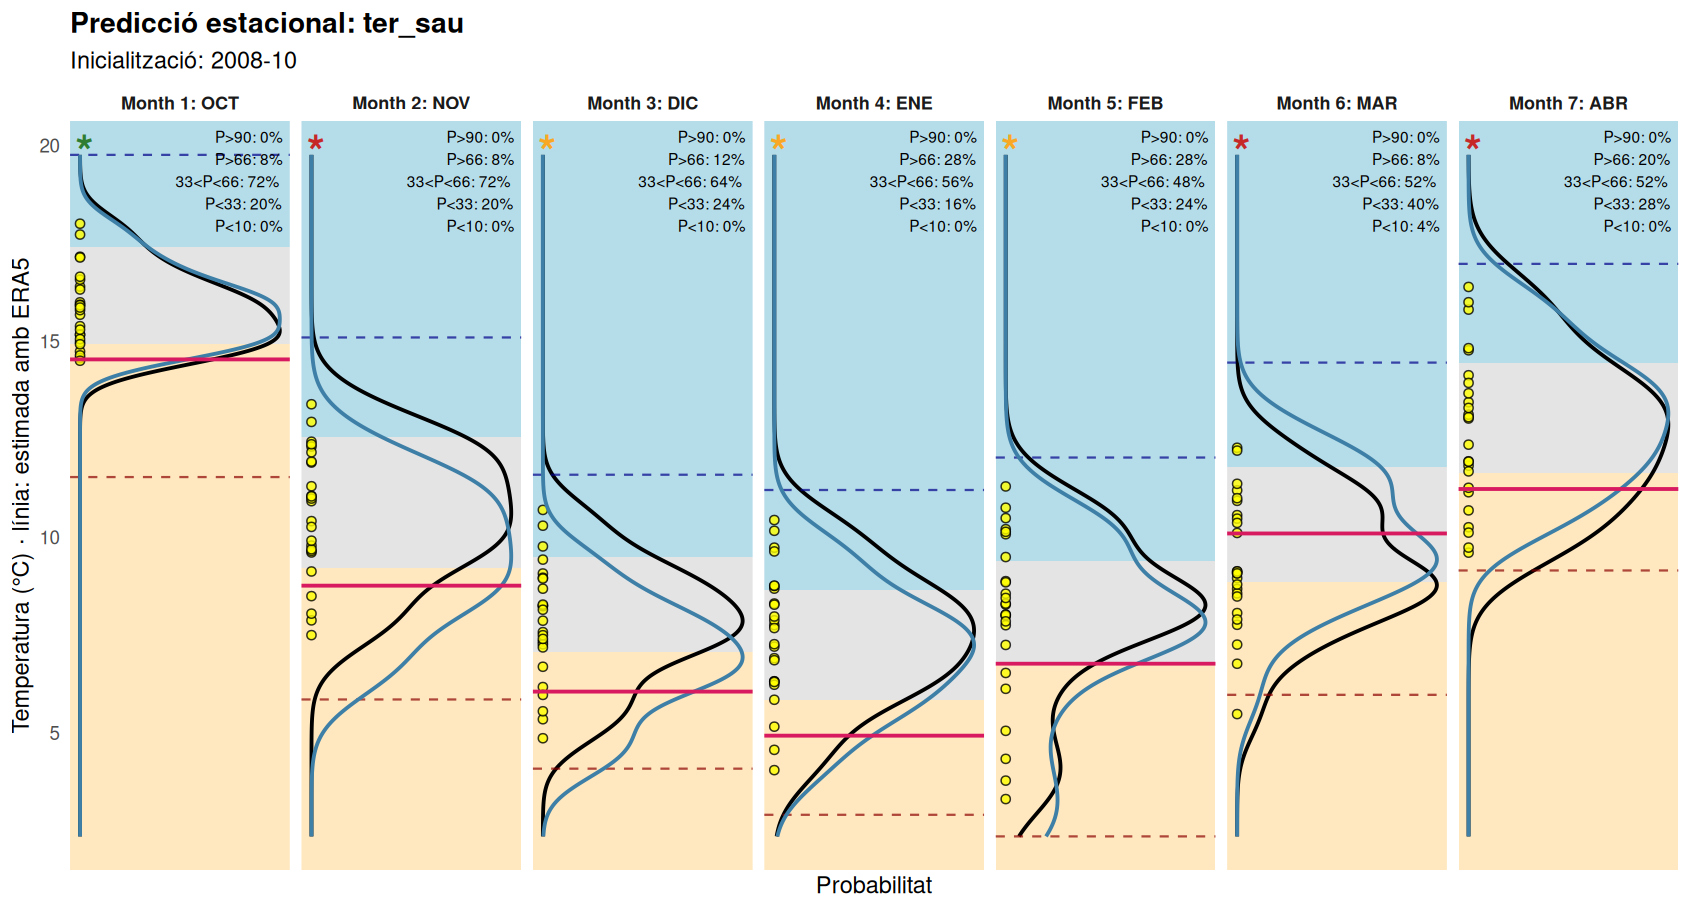 Predicció estacional: ter_sau
Inicialització: 2008-10
Month 1: OCT
Month 2: NOV
Month 3: DIC
Month 4: ENE
Month 5: FEB
Month 6: MAR
Month 7: ABR
P>90: 0%
P>66: 8%
33<P<66: 72%
P<33: 20%
P<10: 0%
P>90: 0%
P>66: 8%
33<P<66: 72%
P<33: 20%
P<10: 0%
P>90: 0%
P>66: 12%
33<P<66: 64%
P<33: 24%
P<10: 0%
P>90: 0%
P>66: 28%
33<P<66: 56%
P<33: 16%
P<10: 0%
P>90: 0%
P>66: 28%
33<P<66: 48%
P<33: 24%
P<10: 0%
P>90: 0%
P>66: 8%
33<P<66: 52%
P<33: 40%
P<10: 4%
P>90: 0%
P>66: 20%
33<P<66: 52%
P<33: 28%
P<10: 0%
20
15
10
5
Temperatura (°C) · línia: estimada amb ERA5
Probabilitat